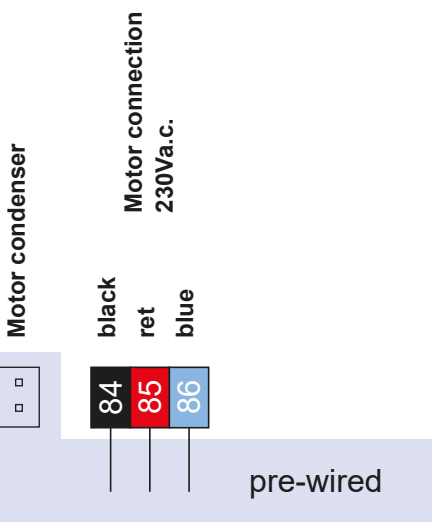 Motor condenser
Motor connection
230Va.c.
black
ret
blue
84
85
86
pre-wired